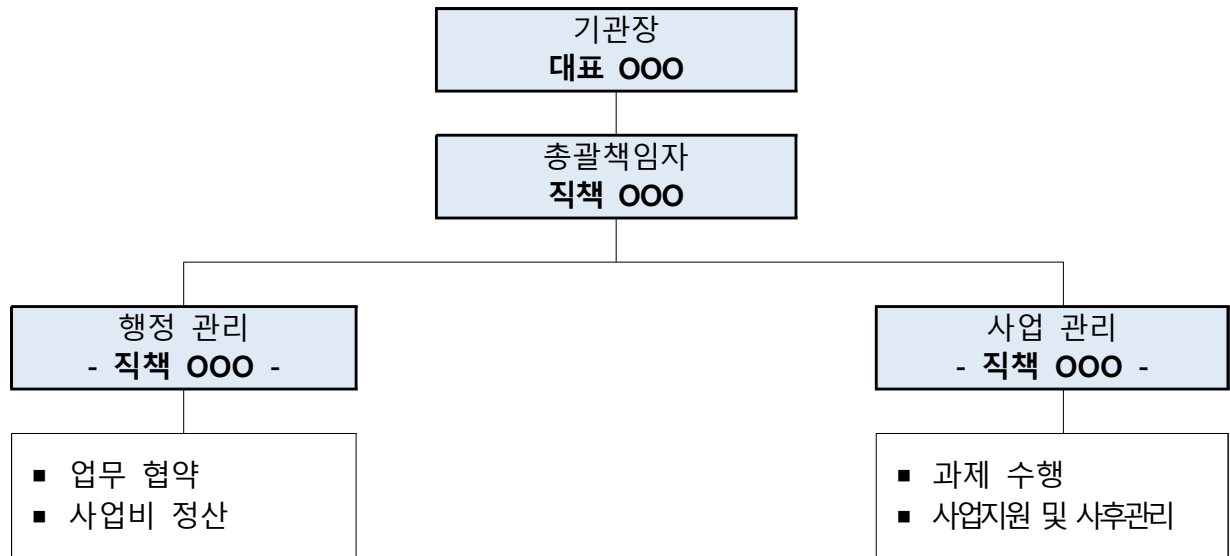 기관장
대표 OOO
총괄책임자
직책 OOO
행정 관리
- 직책 OOO -
사업 관리
- 직책 OOO -
▪ 업무 협약
▪ 사업비 정산
▪ 과제 수행
▪ 사업지원 및 사후관리